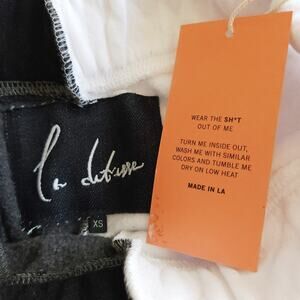 La detresse
XS
WEAR THE SH*T
OUT OF ME
TURN ME INSIDE OUT,
WASH ME WITH SIMILAR
COLORS AND TUMBLE ME
DRY ON LOW HEAT
MADE IN LA